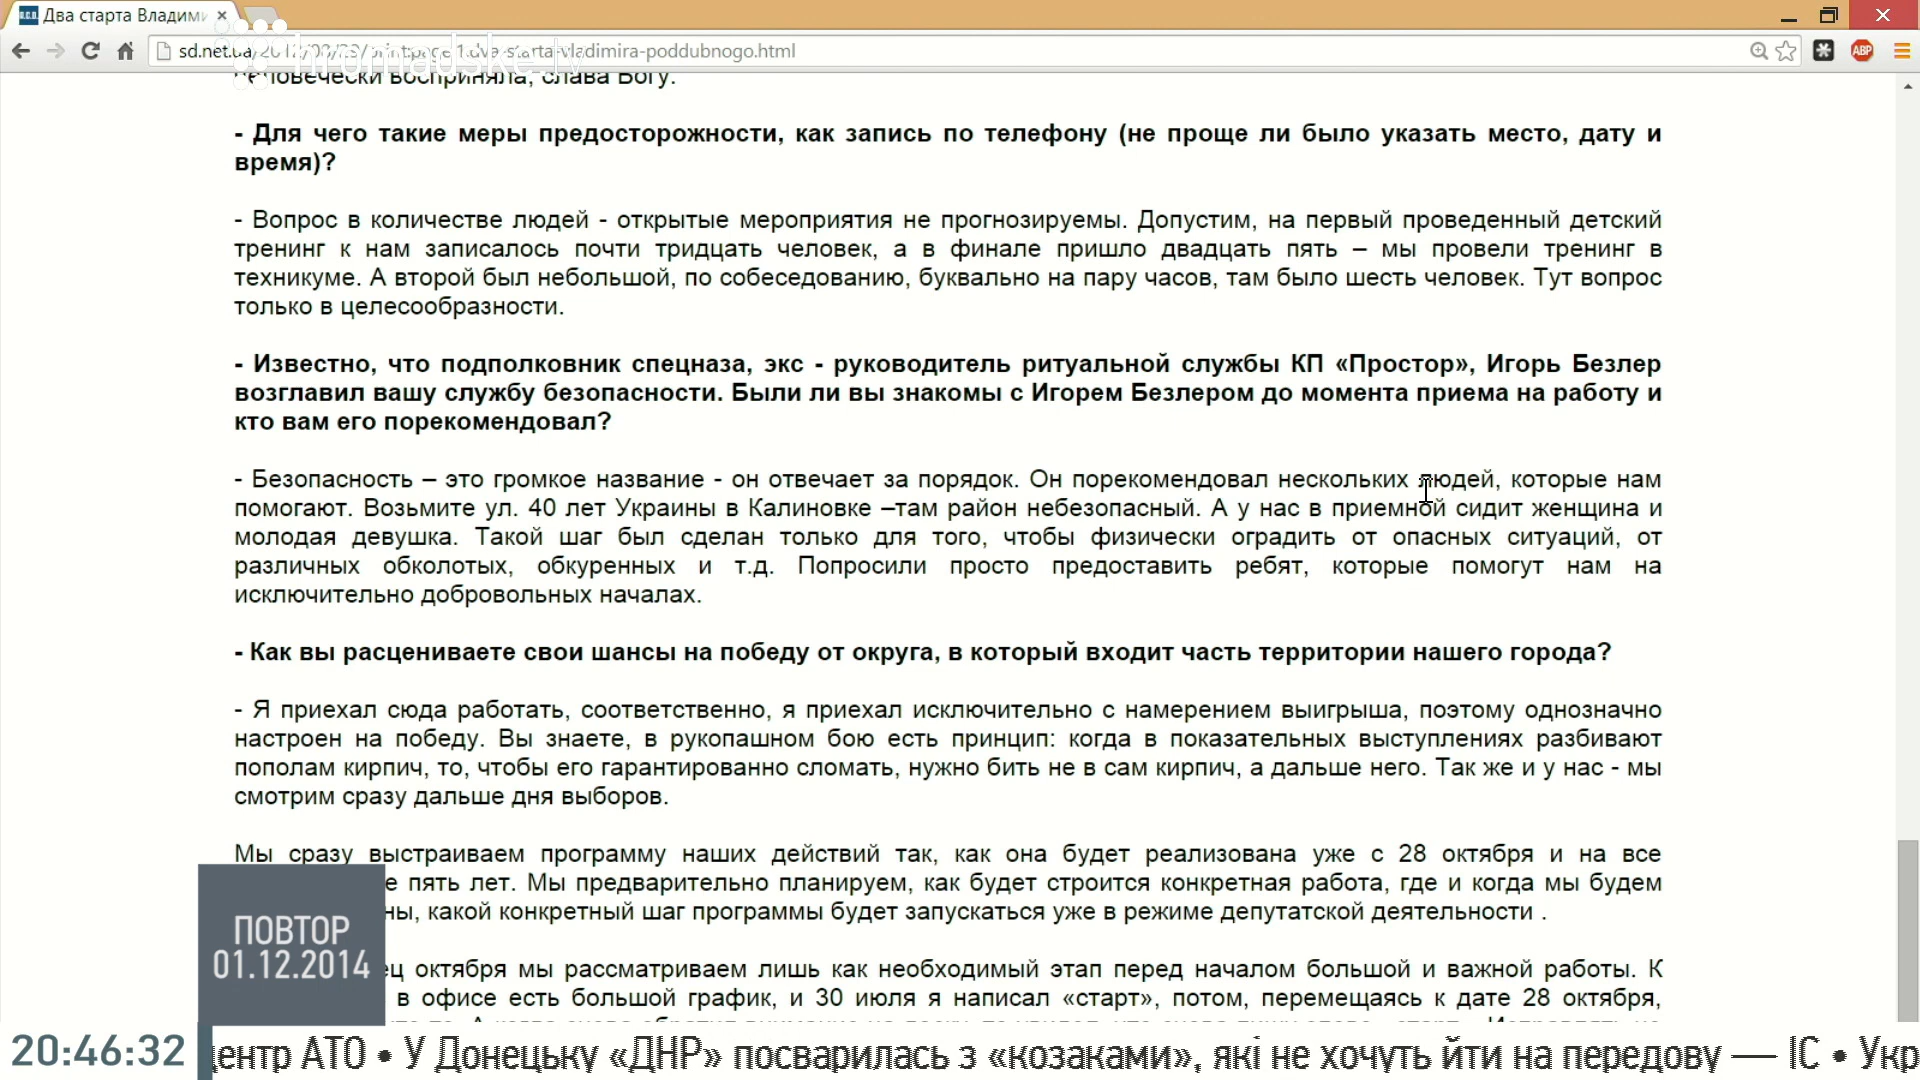 Два старта Владими
sd.net.ua
dimira-poddubnogo.html
ABP
hromadske.tv
человечески восприняла, слава Богу.
- Для чего такие меры предосторожности, как запись по телефону (не проще ли было указать место, дату и
время)?
- Вопрос в количестве людей - открытые мероприятия не прогнозируемы. Допустим, на первый проведенный детский
тренинг к нам записалось почти тридцать человек, а в финале пришло двадцать пять – мы провели тренинг в
техникуме. А второй был небольшой, по собеседованию, буквально на пару часов, там было шесть человек. Тут вопрос
только в целесообразности.
- Известно, что подполковник спецназа, экс - руководитель ритуальной службы КП «Простор», Игорь Безлер
возглавил вашу службу безопасности. Были ли вы знакомы с Игорем Безлером до момента приема на работу и
кто вам его порекомендовал?
- Безопасность – это громкое название - он отвечает за порядок. Он порекомендовал нескольких людей, которые нам
помогают. Возьмите ул. 40 лет Украины в Калиновке –там район небезопасный. А у нас в приемной сидит женщина и
молодая девушка. Такой шаг был сделан только для того, чтобы физически оградить от опасных ситуаций, от
различных обколотых, обкуренных и т.д. Попросили просто предоставить ребят, которые помогут нам на
исключительно добровольных началах.
- Как вы расцениваете свои шансы на победу от округа, в который входит часть территории нашего города?
- Я приехал сюда работать, соответственно, я приехал исключительно с намерением выигрыша, поэтому однозначно
настроен на победу. Вы знаете, в рукопашном бою есть принцип: когда в показательных выступлениях разбивают
пополам кирпич, то, чтобы его гарантированно сломать, нужно бить не в сам кирпич, а дальше него. Так же и у нас - мы
смотрим сразу дальше дня выборов.
Мы сразу выстраиваем программу наших действий так, как она будет реализована уже с 28 октября и на все
е пять лет. Мы предварительно планируем, как будет строится конкретная работа, где и когда мы будем
ны, какой конкретный шаг программы будет запускаться уже в режиме депутатской деятельности .
ец октября мы рассматриваем лишь как необходимый этап перед началом большой и важной работы. К
в офисе есть большой график, и 30 июля я написал «старт», потом, перемещаясь к дате 28 октября,
ПОВТОР
01.12.2014
20:46:32
центр АТО • У Донецьку «ДНР» посварилась з «козаками», які не хочуть йти на передову — ІС • Укр